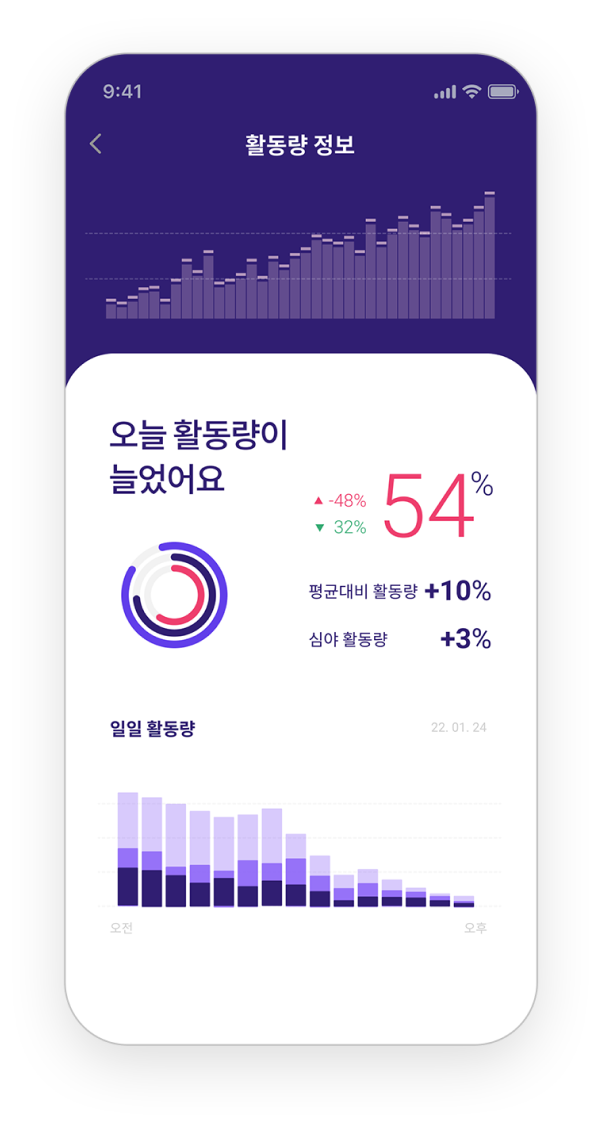 9:41
활동량 정보
오늘 활동량이
늘었어요
▲ -48%
▼ 32%
54%
평균대비 활동량 +10%
심야 활동량 +3%
일일 활동량 22. 01. 24
오전 오후